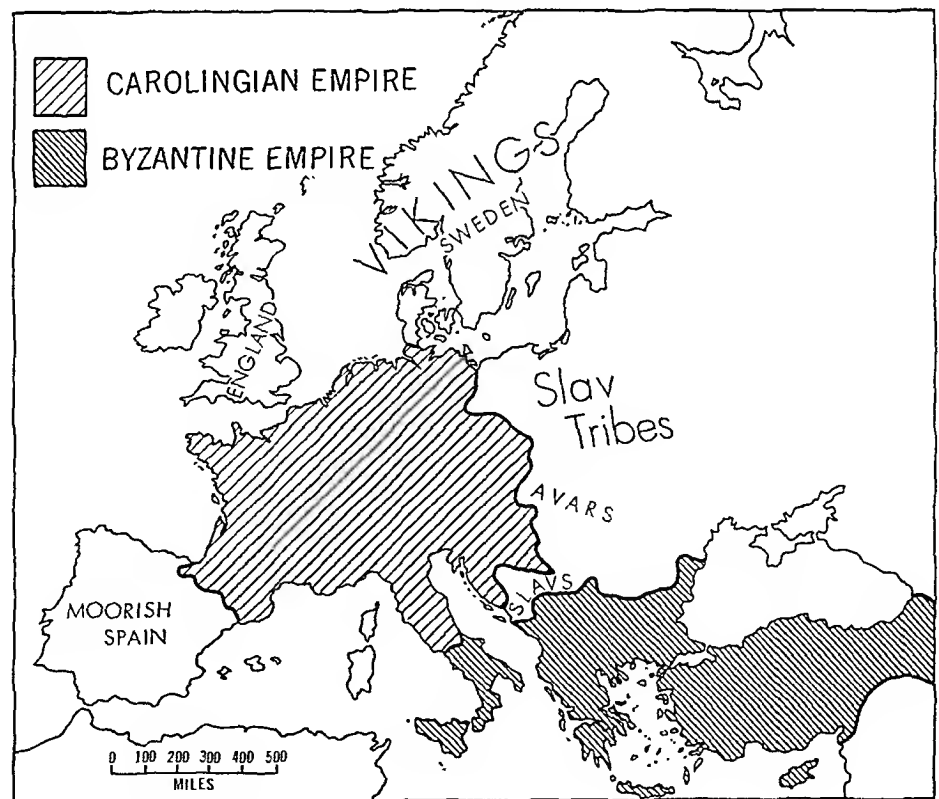 CAROLINGIAN EMPIRE
BYZANTINE EMPIRE
VIKINGS
SWEDEN
ENGLAND
Slav
Tribes
AVARS
SLAVS
MOORISH
SPAIN
0 100 200 300 400 500
MILES